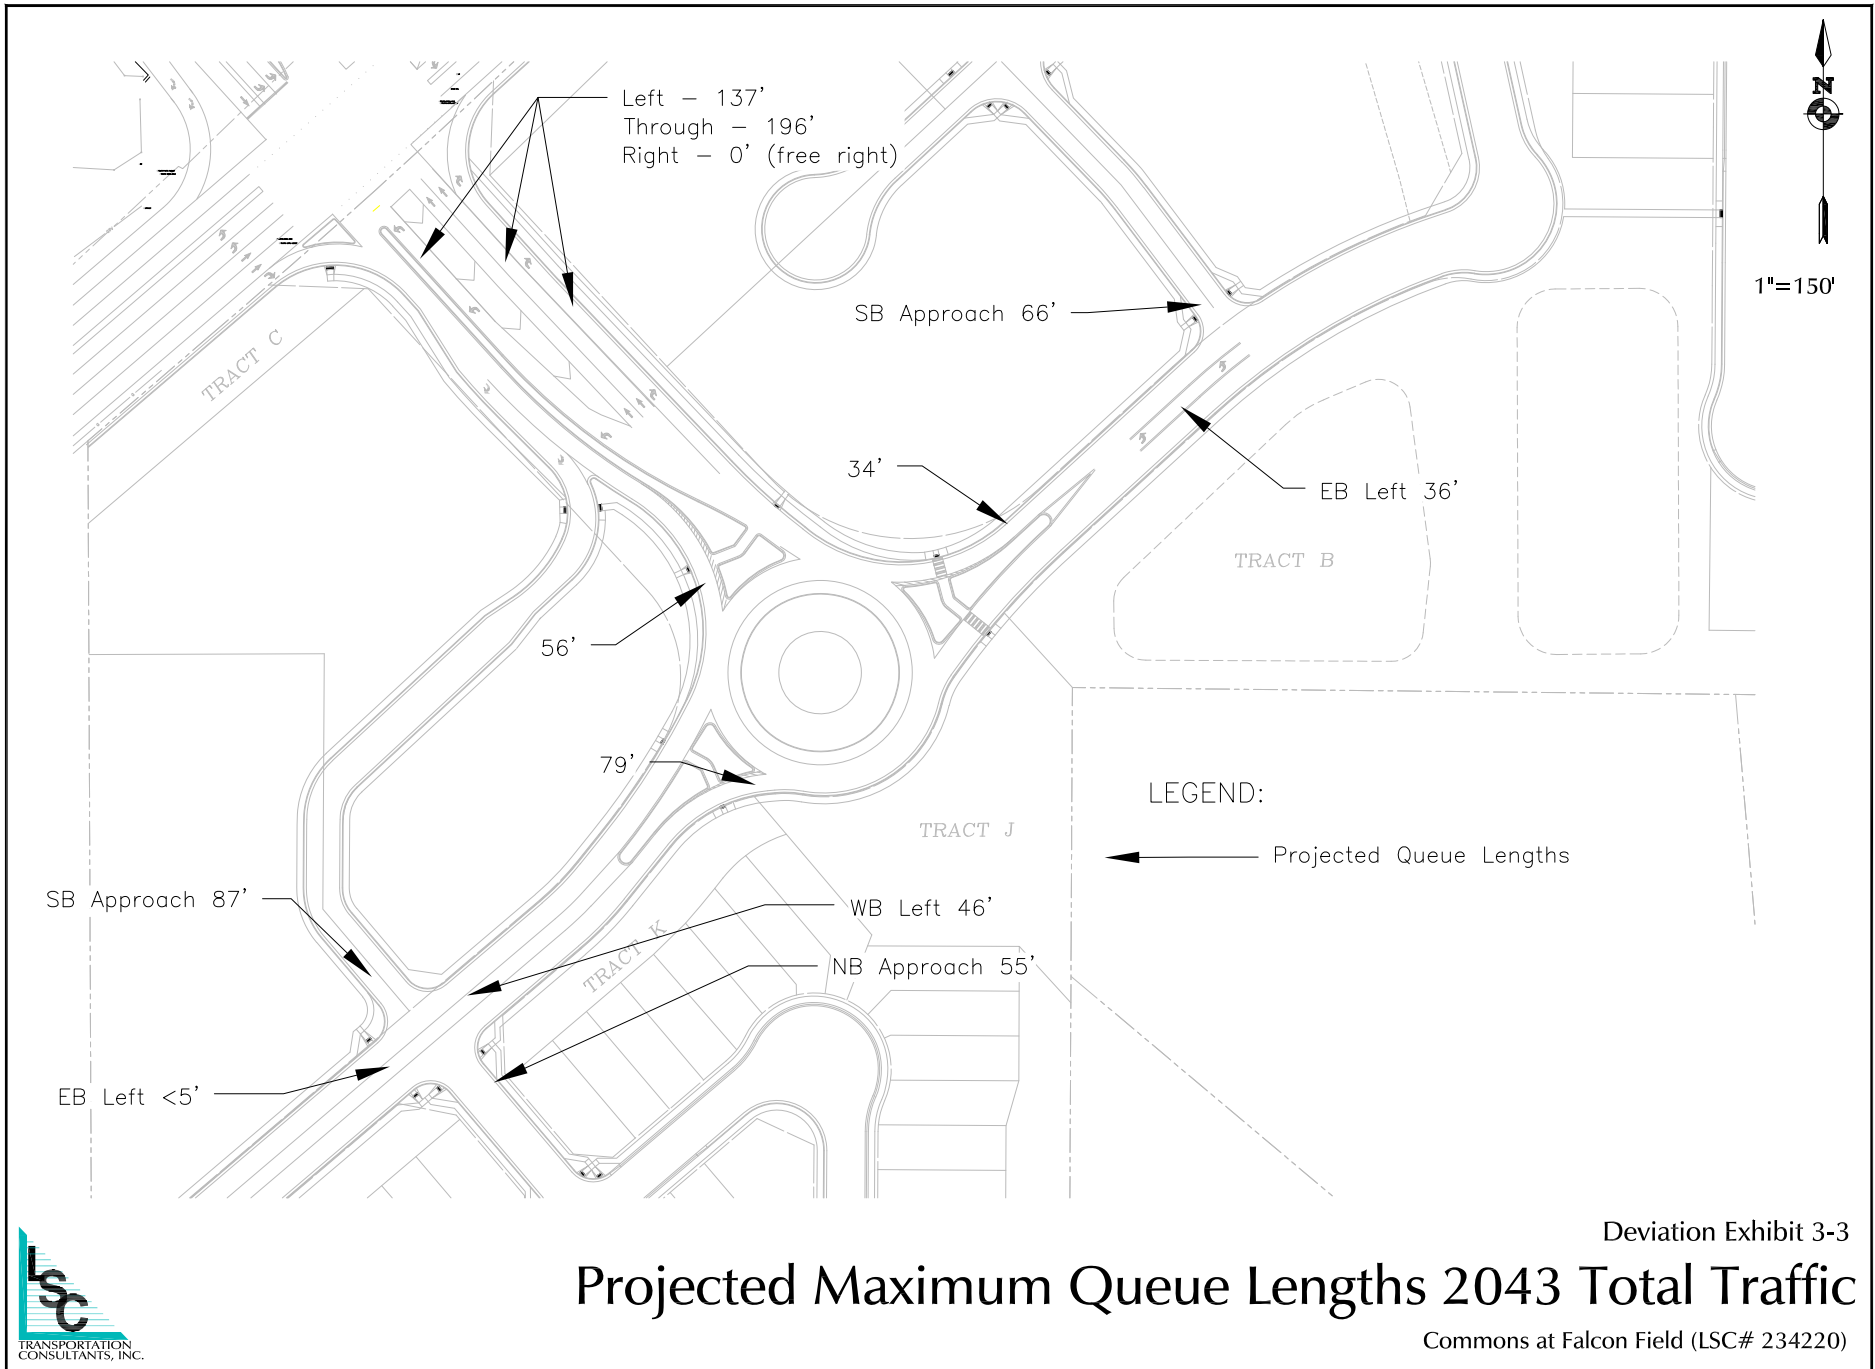 Left – 137'
Through – 196'
Right – 0' (free right)
N
1"=150'
SB Approach 66'
TRACT C
34'
EB Left 36'
TRACT B
56'
79'
LEGEND:
TRACT J
Projected Queue Lengths
SB Approach 87'
WB Left 46'
TRACT K
NB Approach 55'
EB Left <5'
Deviation Exhibit 3-3
Projected Maximum Queue Lengths 2043 Total Traffic
Commons at Falcon Field (LSC# 234220)
LSC
TRANSPORTATION
CONSULTANTS, INC.